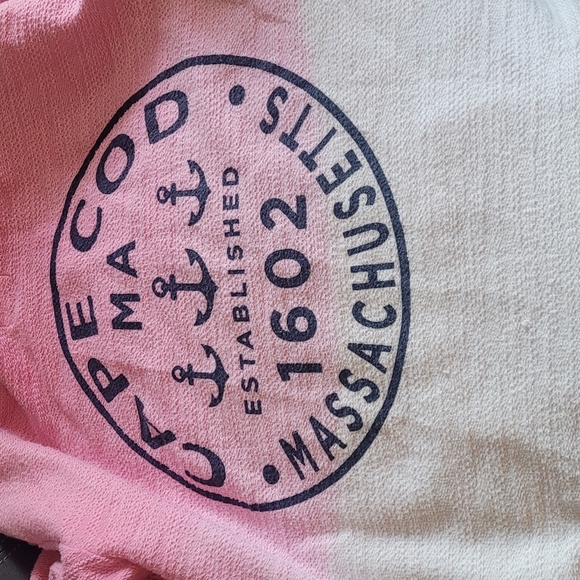 CAPE COD
MA
ESTABLISHED
1602
• MASSACHUSETTS •